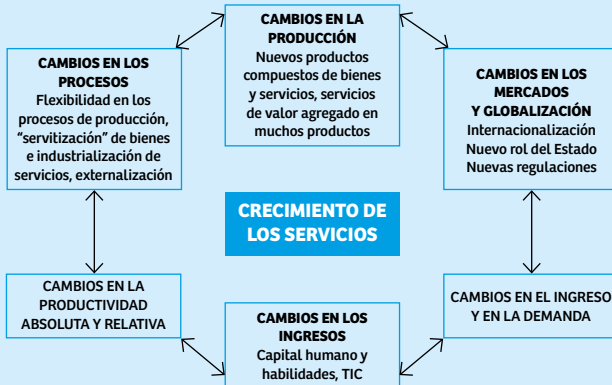 CAMBIOS EN LA
PRODUCCIÓN
Nuevos productos
compuestos de bienes
y servicios, servicios
de valor agregado en
muchos productos
CAMBIOS EN LOS
PROCESOS
Flexibilidad en los
procesos de producción,
“servitización” de bienes
e industrialización de
servicios, externalización
CAMBIOS EN LOS
MERCADOS
Y GLOBALIZACIÓN
Internacionalización
Nuevo rol del Estado
Nuevas regulaciones
CRECIMIENTO DE
LOS SERVICIOS
CAMBIOS EN LA
PRODUCTIVIDAD
ABSOLUTA Y RELATIVA
CAMBIOS EN LOS
INGRESOS
Capital humano y
habilidades, TIC
CAMBIOS EN EL INGRESO
Y EN LA DEMANDA